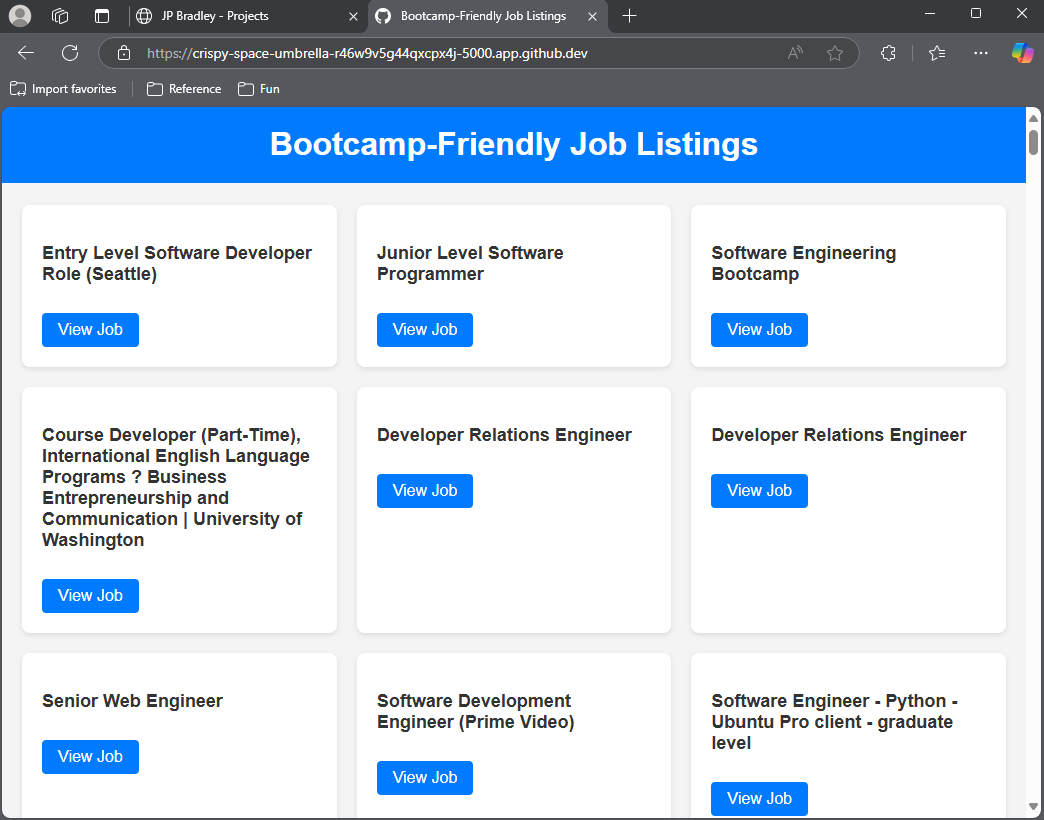 JP Bradley - Projects
Bootcamp-Friendly Job Listings
https://crispy-space-umbrella-r46w9v5g44qxcpx4j-5000.app.github.dev
Import favorites
Reference
Fun
Bootcamp-Friendly Job Listings
Entry Level Software Developer
Role (Seattle)
View Job
Junior Level Software
Programmer
View Job
Software Engineering
Bootcamp
View Job
Course Developer (Part-Time),
International English Language
Programs ? Business
Entrepreneurship and
Communication | University of
Washington
View Job
Developer Relations Engineer
View Job
Developer Relations Engineer
View Job
Senior Web Engineer
View Job
Software Development
Engineer (Prime Video)
View Job
Software Engineer - Python -
Ubuntu Pro client - graduate
level
View Job